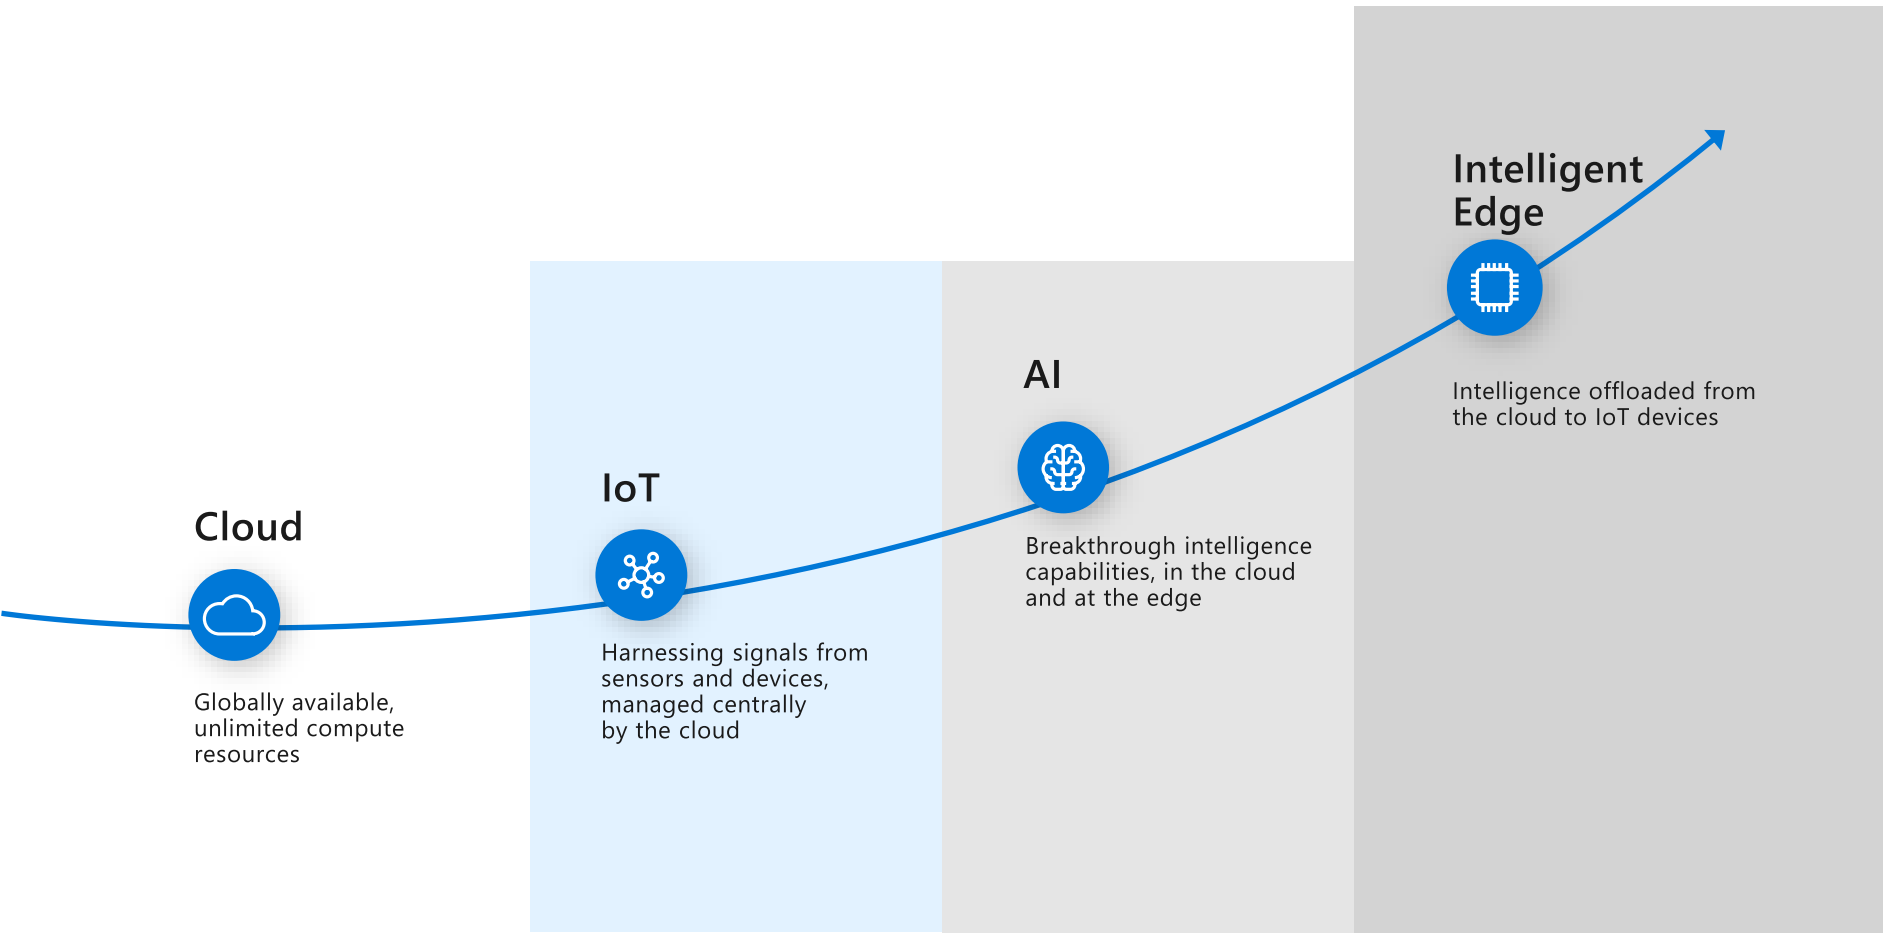 Cloud
Globally available,
unlimited compute
resources
IoT
Harnessing signals from
sensors and devices,
managed centrally
by the cloud
AI
Breakthrough intelligence
capabilities, in the cloud
and at the edge
Intelligent
Edge
Intelligence offloaded from
the cloud to IoT devices